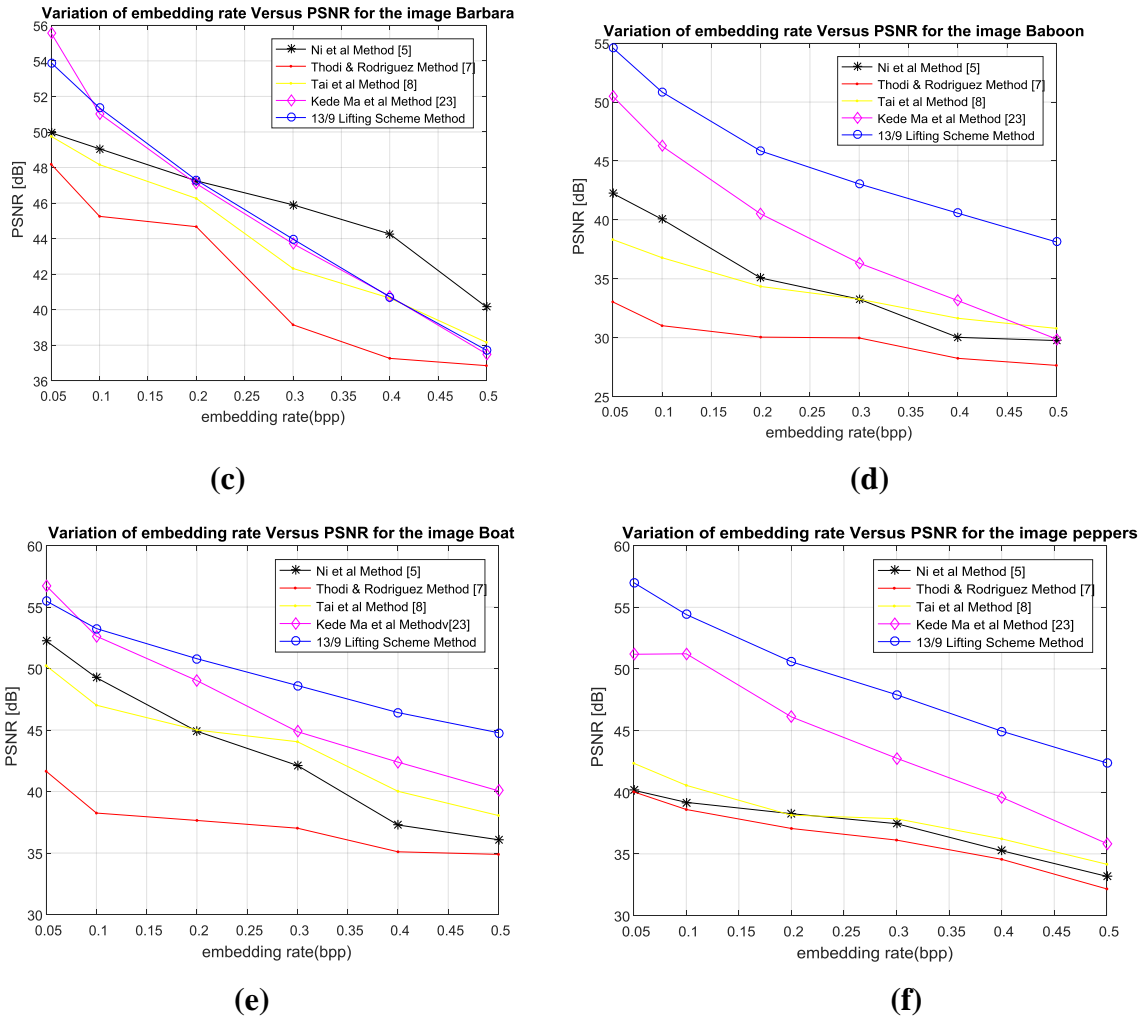 Variation of embedding rate Versus PSNR for the image Barbara
56
54
52
50
48
46
44
42
40
38
36
PSNR [dB]
Ni et al Method [5]
Thodi & Rodriguez Method [7]
Tai et al Method [8]
Kede Ma et al Method [23]
13/9 Lifting Scheme Method
0.05 0.1 0.15 0.2 0.25 0.3 0.35 0.4 0.45 0.5
embedding rate(bpp)
(c)
Variation of embedding rate Versus PSNR for the image Baboon
55
50
45
40
35
30
25
PSNR [dB]
Ni et al Method [5]
Thodi & Rodriguez Method [7]
Tai et al Method [8]
Kede Ma et al Method [23]
13/9 Lifting Scheme Method
0.05 0.1 0.15 0.2 0.25 0.3 0.35 0.4 0.45 0.5
embedding rate(bpp)
(d)
Variation of embedding rate Versus PSNR for the image Boat
60
55
50
45
40
35
30
PSNR [dB]
Ni et al Method [5]
Thodi & Rodriguez Method [7]
Tai et al Method [8]
Kede Ma et al Methodv[23]
13/9 Lifting Scheme Method
0.05 0.1 0.15 0.2 0.25 0.3 0.35 0.4 0.45 0.5
embedding rate(bpp)
(e)
Variation of embedding rate Versus PSNR for the image peppers
60
55
50
45
40
35
30
PSNR [dB]
Ni et al Method [5]
Thodi & Rodriguez Method [7]
Tai et al Method [8]
Kede Ma et al Method [23]
13/9 Lifting Scheme Method
0.05 0.1 0.15 0.2 0.25 0.3 0.35 0.4 0.45 0.5
embedding rate(bpp)
(f)